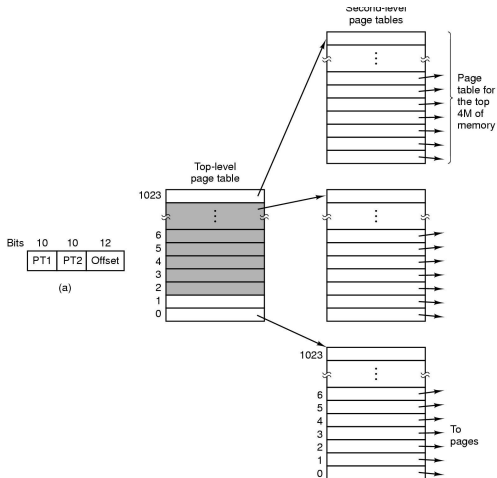 Second-level
page tables
Page
table for
the top
4M of
memory
Top-level
page table
1023
6
5
4
3
2
1
0
Bits 10 10 12
PT1 PT2 Offset
(a)
1023
6
5
4
3
2
1
0
To
pages